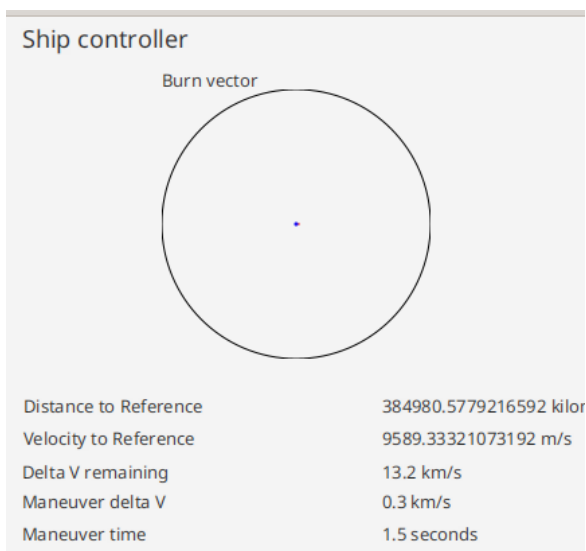 Ship controller
Burn vector
Distance to Reference 384980.5779216592 kilo
Velocity to Reference 9589.33321073192 m/s
Delta V remaining 13.2 km/s
Maneuver delta V 0.3 km/s
Maneuver time 1.5 seconds